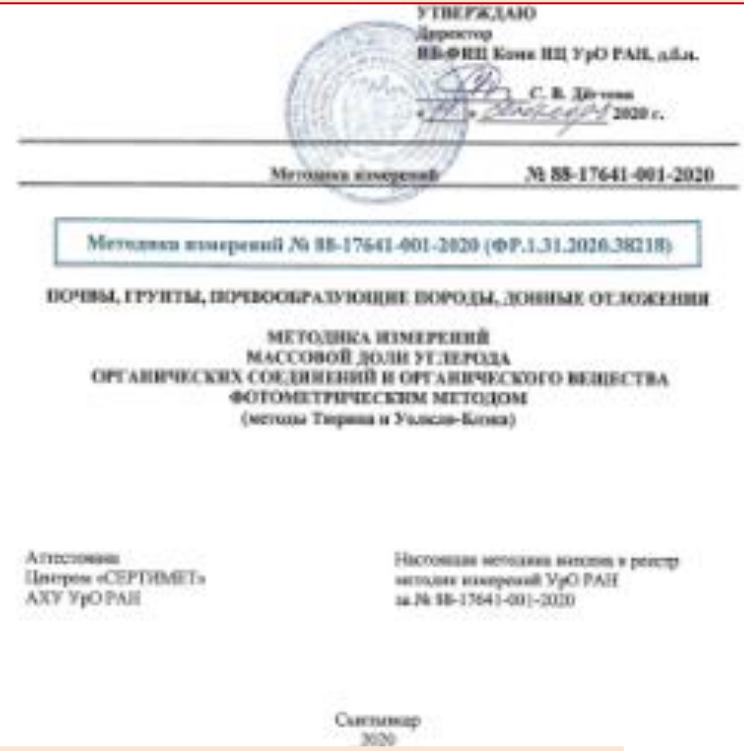 УТВЕРЖДАЮ
Директор
ИБ ФИЦ Коми НЦ УрО РАН, д.б.н.
С. В. Дёгтева
2020 г.
Методика измерений № 88-17641-001-2020
Методика измерений № 88-17641-001-2020 (ФР.1.31.2020.38218)
ПОЧВЫ, ГРУНТЫ, ПОЧВООБРАЗУЮЩИЕ ПОРОДЫ, ДОННЫЕ ОТЛОЖЕНИЯ
МЕТОДИКА ИЗМЕРЕНИЙ
МАССОВОЙ ДОЛИ УГЛЕРОДА
ОРГАНИЧЕСКИХ СОЕДИНЕНИЙ И ОРГАНИЧЕСКОГО ВЕЩЕСТВА
ФОТОМЕТРИЧЕСКИМ МЕТОДОМ
(методы Тюрина и Уолкли-Блэка)
Аттестована
Центром «СЕРТИМЕТ»
АХУ УрО РАН
Настоящая методика внесена в реестр
методик измерений УрО РАН
за № 88-17641-001-2020
Сыктывкар
2020